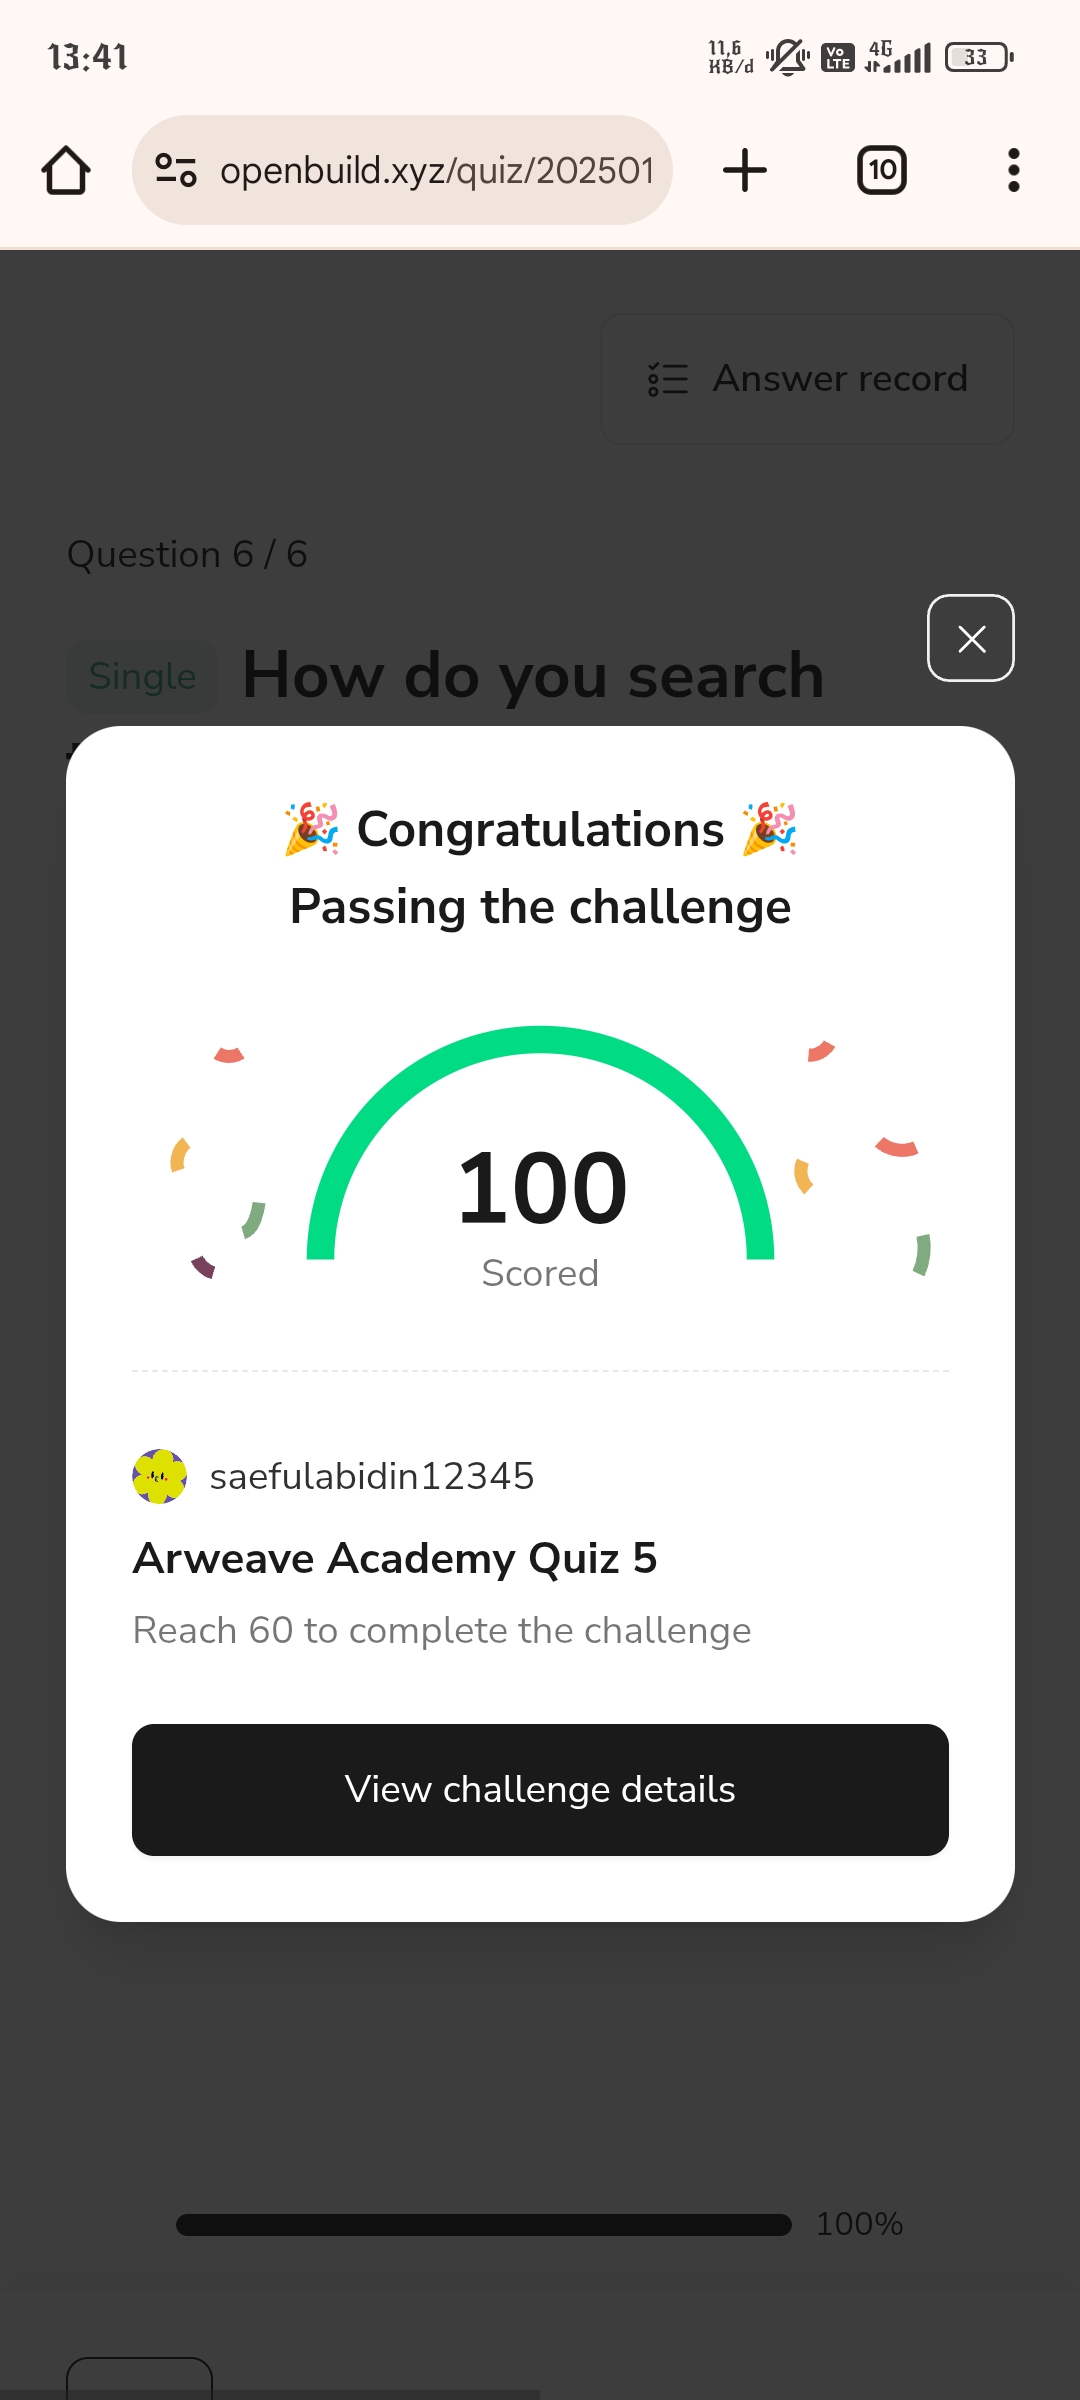 13:41
11,6
KB/d
Vo
LTE
4G
33
openbuild.xyz/quiz/202501
10
Answer record
Question 6 / 6
Single
How do you search
🎉 Congratulations 🎉
Passing the challenge
100
Scored
saefulabidin12345
Arweave Academy Quiz 5
Reach 60 to complete the challenge
View challenge details
100%